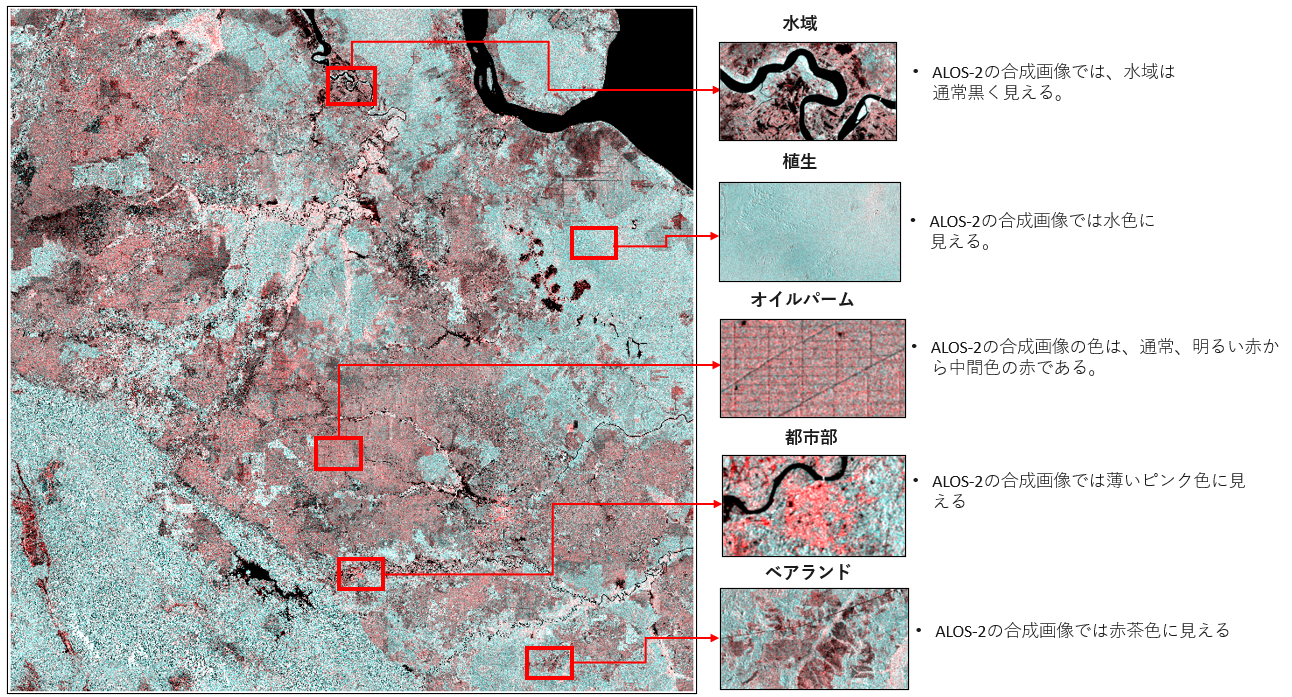 水域
• ALOS-2の合成画像では、水域は
通常黒く見える。
植生
• ALOS-2の合成画像では水色に
見える。
オイルパーム
• ALOS-2の合成画像の色は、通常、明るい赤か
ら中間色の赤である。
都市部
• ALOS-2の合成画像では薄いピンク色に見
える
ベアランド
• ALOS-2の合成画像では赤茶色に見える